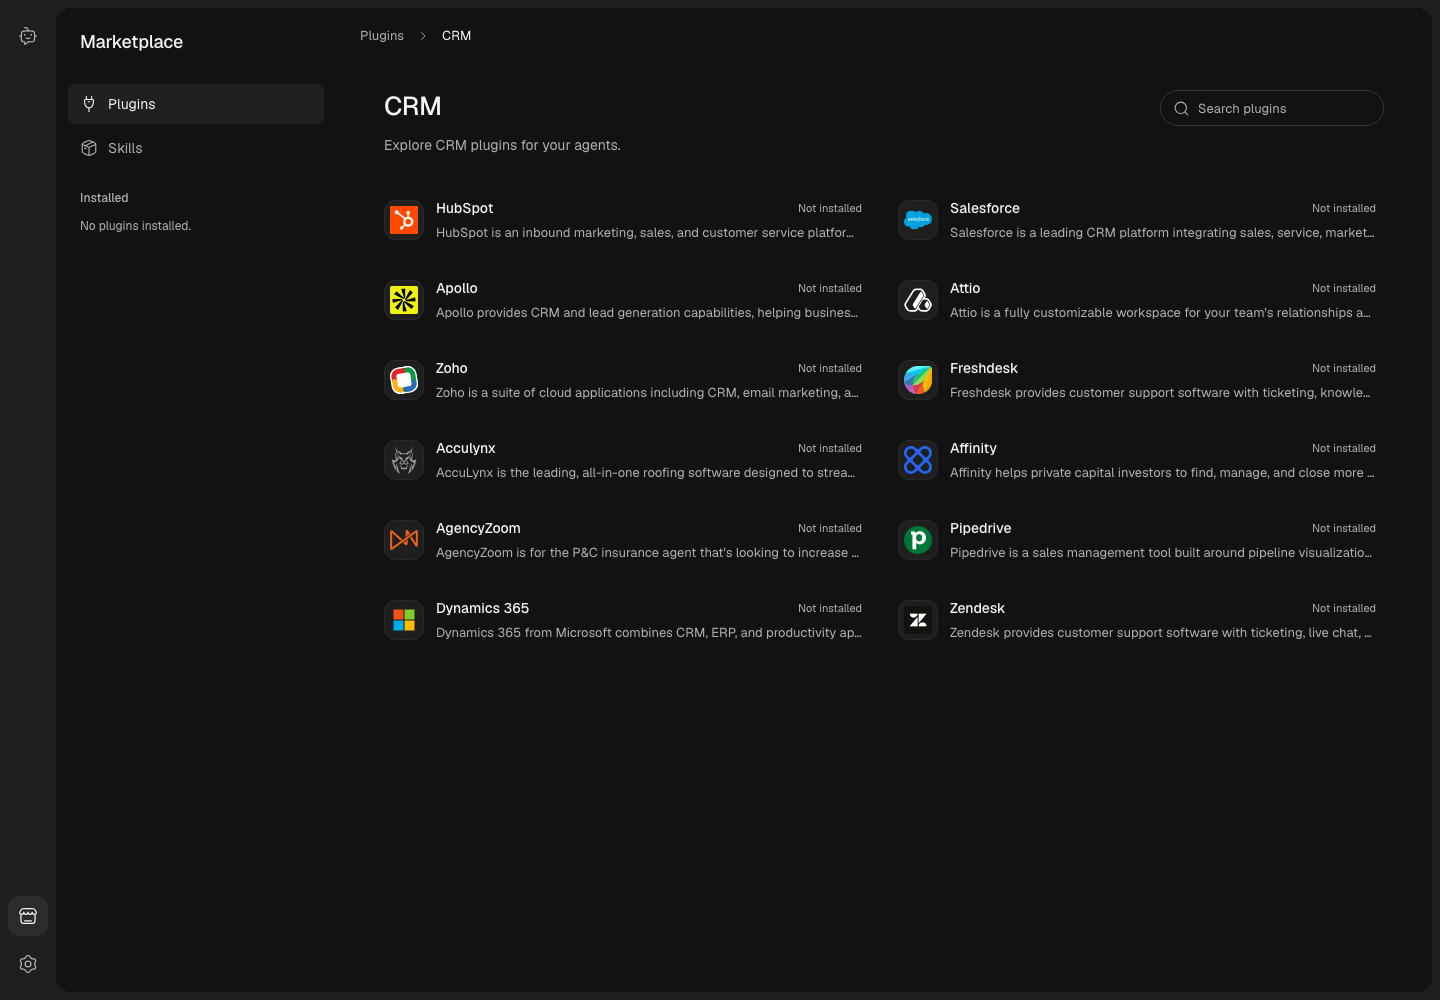 Marketplace
Plugins
Skills
Installed
No plugins installed.
Plugins > CRM
CRM
Search plugins
Explore CRM plugins for your agents.
HubSpot
Not installed
HubSpot is an inbound marketing, sales, and customer service platfor…
Salesforce
Not installed
Salesforce is a leading CRM platform integrating sales, service, market…
Apollo
Not installed
Apollo provides CRM and lead generation capabilities, helping busines…
Attio
Not installed
Attio is a fully customizable workspace for your team's relationships a…
Zoho
Not installed
Zoho is a suite of cloud applications including CRM, email marketing, a…
Freshdesk
Not installed
Freshdesk provides customer support software with ticketing, knowle…
Acculynx
Not installed
AccuLynx is the leading, all-in-one roofing software designed to strea…
Affinity
Not installed
Affinity helps private capital investors to find, manage, and close more …
AgencyZoom
Not installed
AgencyZoom is for the P&C insurance agent that's looking to increase …
Pipedrive
Not installed
Pipedrive is a sales management tool built around pipeline visualizatio…
Dynamics 365
Not installed
Dynamics 365 from Microsoft combines CRM, ERP, and productivity ap…
Zendesk
Not installed
Zendesk provides customer support software with ticketing, live chat, …